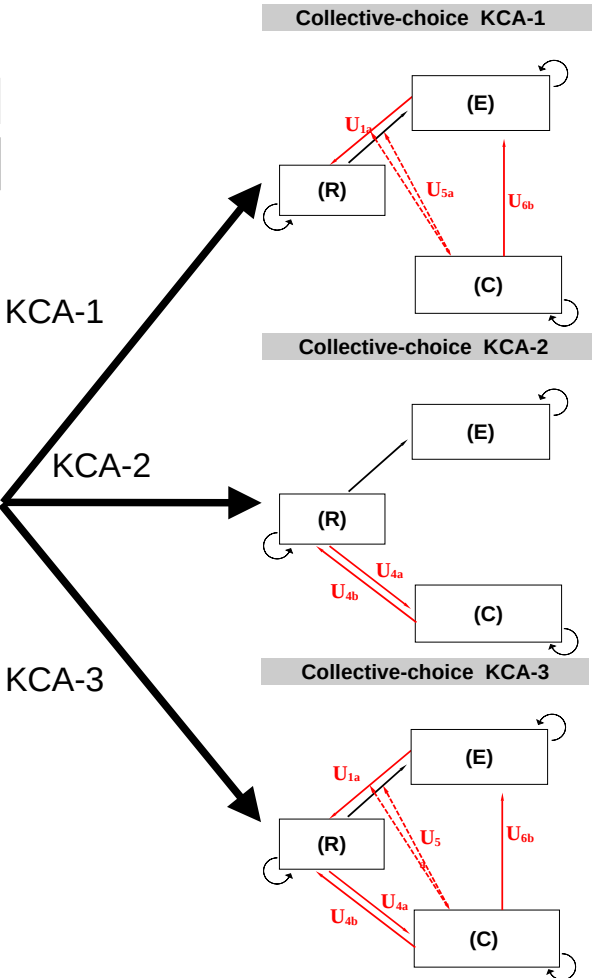 Collective-choice KCA-1
(E)
U1a
(R)
U5a
U6b
(C)
KCA-1
Collective-choice KCA-2
(E)
KCA-2
(R)
U4a
U4b
(C)
Collective-choice KCA-3
KCA-3
(E)
U1a
(R)
U5
U6b
U4a
U4b
(C)